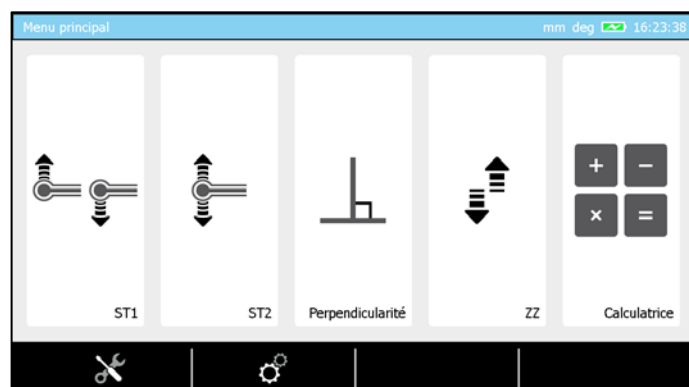 Menu principal
mm deg 16:23:38
ST1
ST2
Perpendicularité
ZZ
Calculatrice